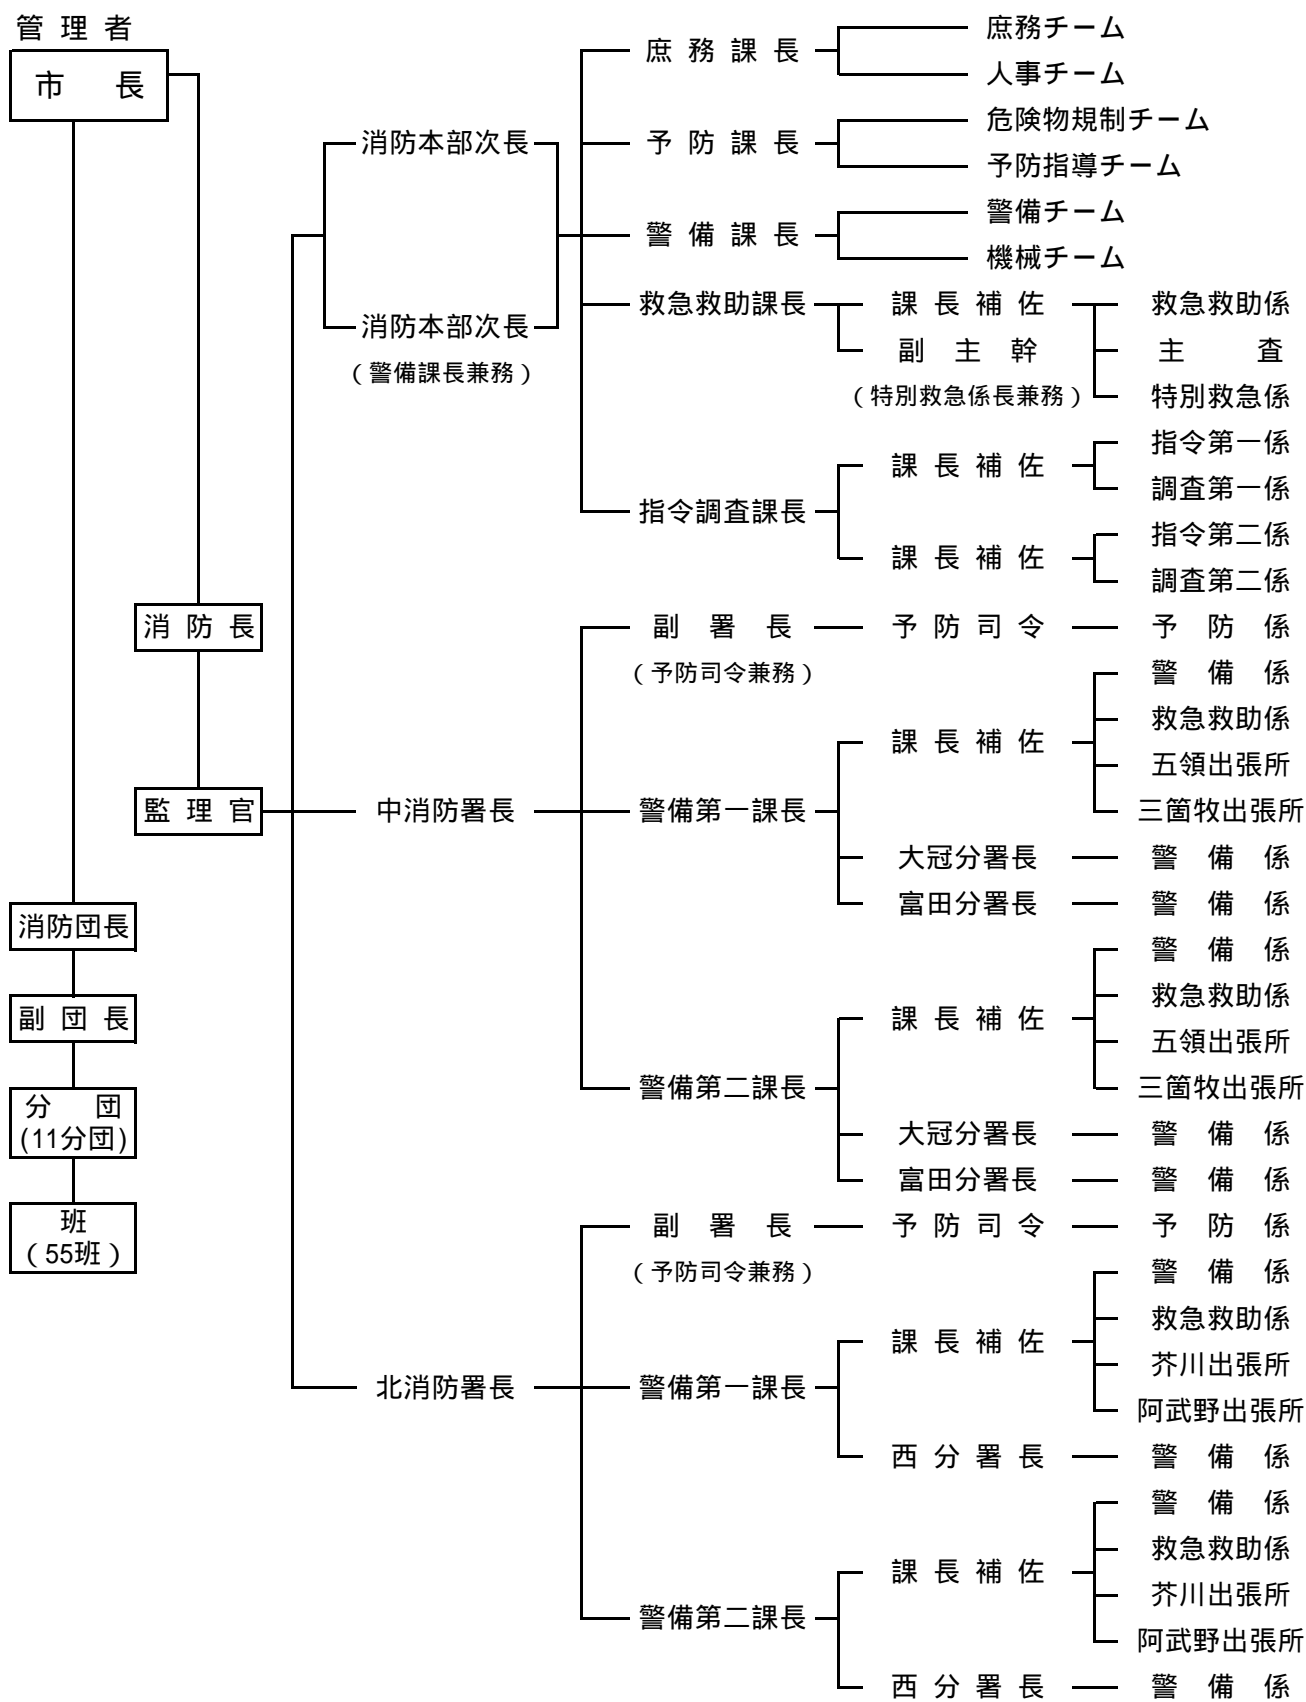 管理者
市長
庶務課長
庶務チーム
人事チーム
消防本部次長
予防課長
危険物規制チーム
予防指導チーム
警備課長
警備チーム
機械チーム
消防本部次長
(警備課長兼務)
救急救助課長
課長補佐
救急救助係
副主幹
主査
(特別救急係長兼務)
特別救急係
指令調査課長
課長補佐
指令第一係
調査第一係
課長補佐
指令第二係
調査第二係
消防長
監理官
中消防署長
副署長
予防司令
予防係
(予防司令兼務)
警備第一課長
課長補佐
警備係
救急救助係
五領出張所
三箇牧出張所
大冠分署長
警備係
富田分署長
警備係
警備第二課長
課長補佐
警備係
救急救助係
五領出張所
三箇牧出張所
大冠分署長
警備係
富田分署長
警備係
消防団長
副団長
分団
(11分団)
班
(55班)
北消防署長
副署長
予防司令
予防係
(予防司令兼務)
警備第一課長
課長補佐
警備係
救急救助係
芥川出張所
阿武野出張所
西分署長
警備係
警備第二課長
課長補佐
警備係
救急救助係
芥川出張所
阿武野出張所
西分署長
警備係